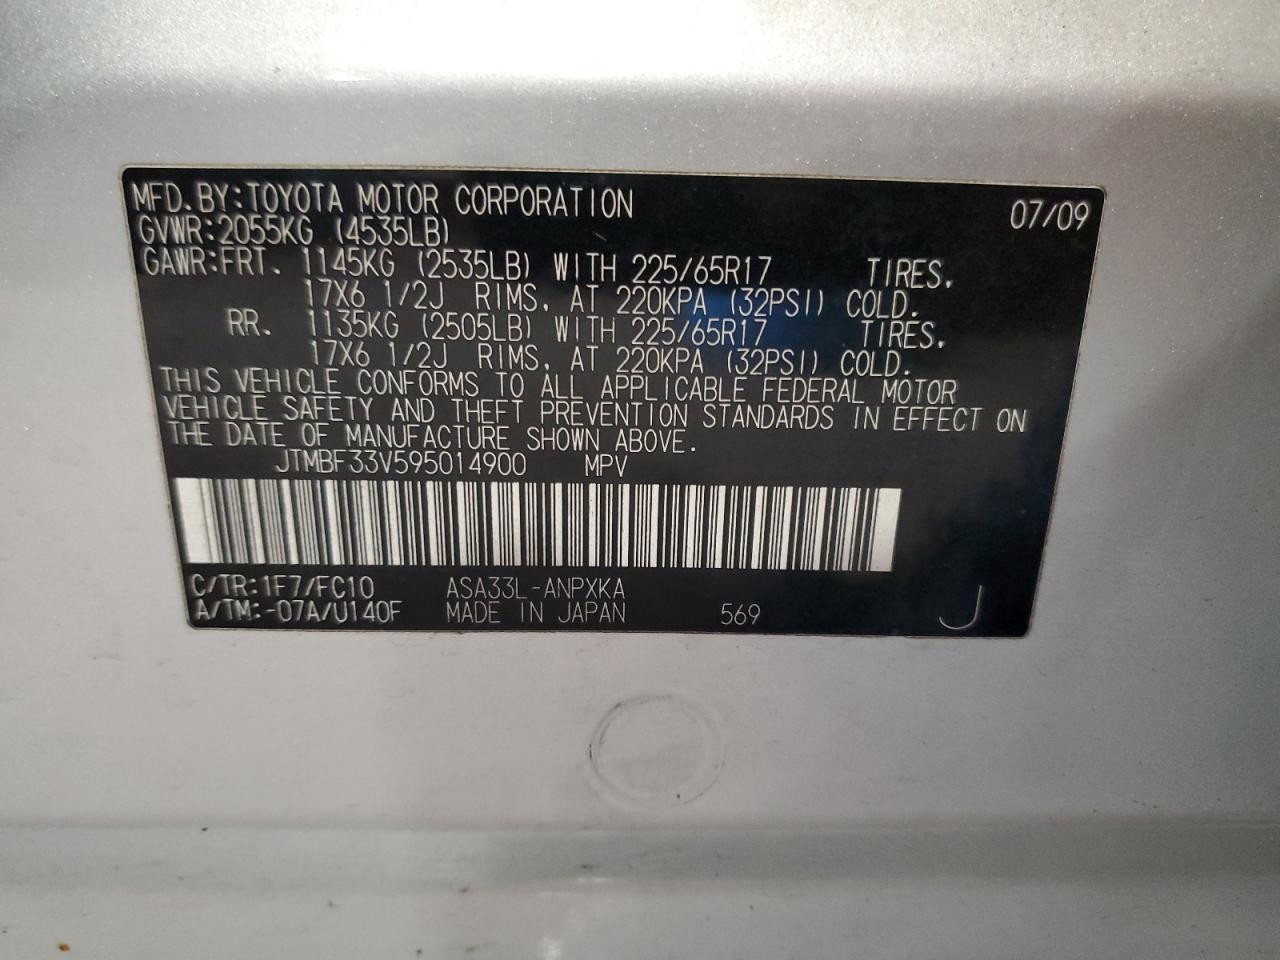 MFD. BY: TOYOTA MOTOR CORPORATION 07/09
GVWR: 2055KG (4535LB)
GAWR: FRT. 1145KG (2535LB) WITH 225/65R17 TIRES,
17X6 1/2J RIMS, AT 220KPA (32PSI) COLD.
RR. 1135KG (2505LB) WITH 225/65R17 TIRES,
17X6 1/2J RIMS, AT 220KPA (32PSI) COLD.
THIS VEHICLE CONFORMS TO ALL APPLICABLE FEDERAL MOTOR
VEHICLE SAFETY AND THEFT PREVENTION STANDARDS IN EFFECT ON
THE DATE OF MANUFACTURE SHOWN ABOVE.
JTMBF33V595014900 MPV
C/TR: 1F7/FC10 ASA33L-ANPXKA
A/TM: -07A/U140F MADE IN JAPAN 569 J